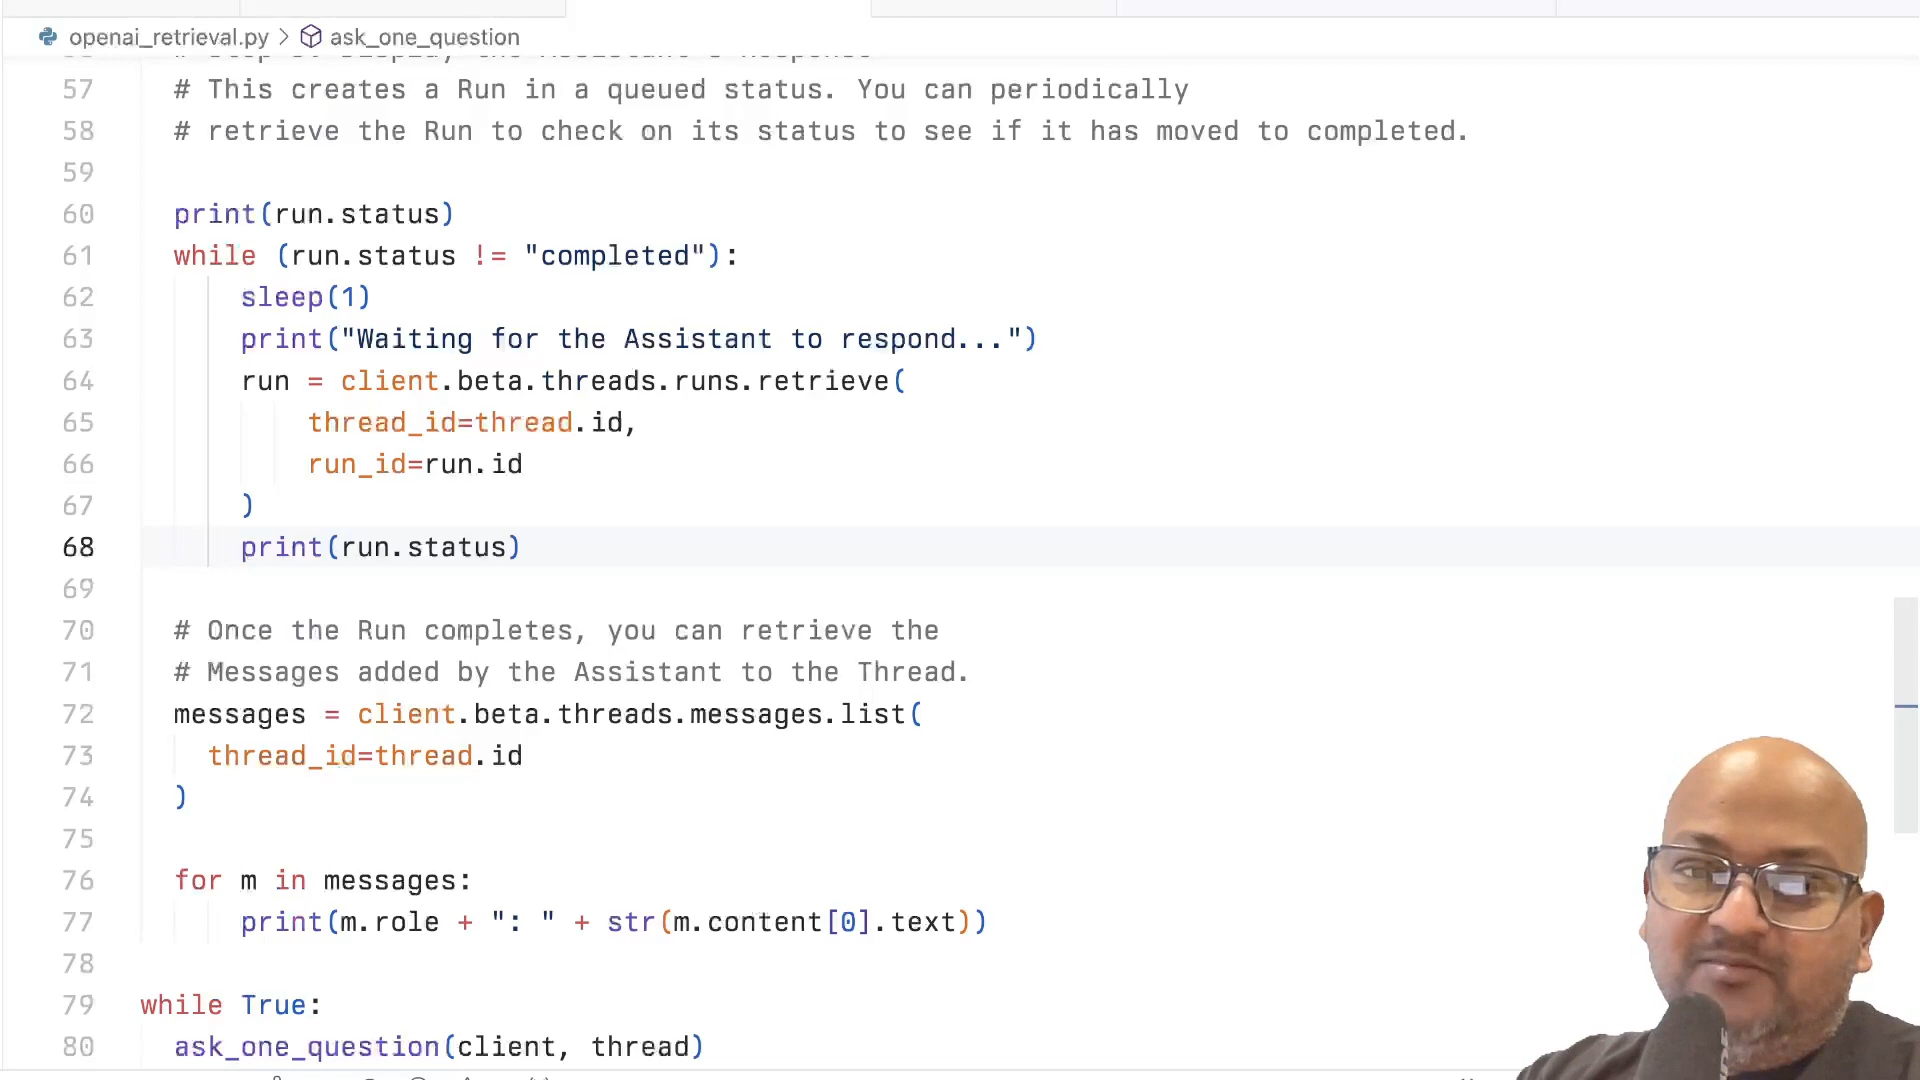 openai_retrieval.py > ask_one_question
57 # This creates a Run in a queued status. You can periodically
58 # retrieve the Run to check on its status to see if it has moved to completed.
59
60 print(run.status)
61 while (run.status != "completed"):
62 sleep(1)
63 print("Waiting for the Assistant to respond...")
64 run = client.beta.threads.runs.retrieve(
65 thread_id=thread.id,
66 run_id=run.id
67 )
68 print(run.status)
69
70 # Once the Run completes, you can retrieve the
71 # Messages added by the Assistant to the Thread.
72 messages = client.beta.threads.messages.list(
73 thread_id=thread.id
74 )
75
76 for m in messages:
77 print(m.role + ": " + str(m.content[0].text))
78
79 while True:
80 ask_one_question(client, thread)